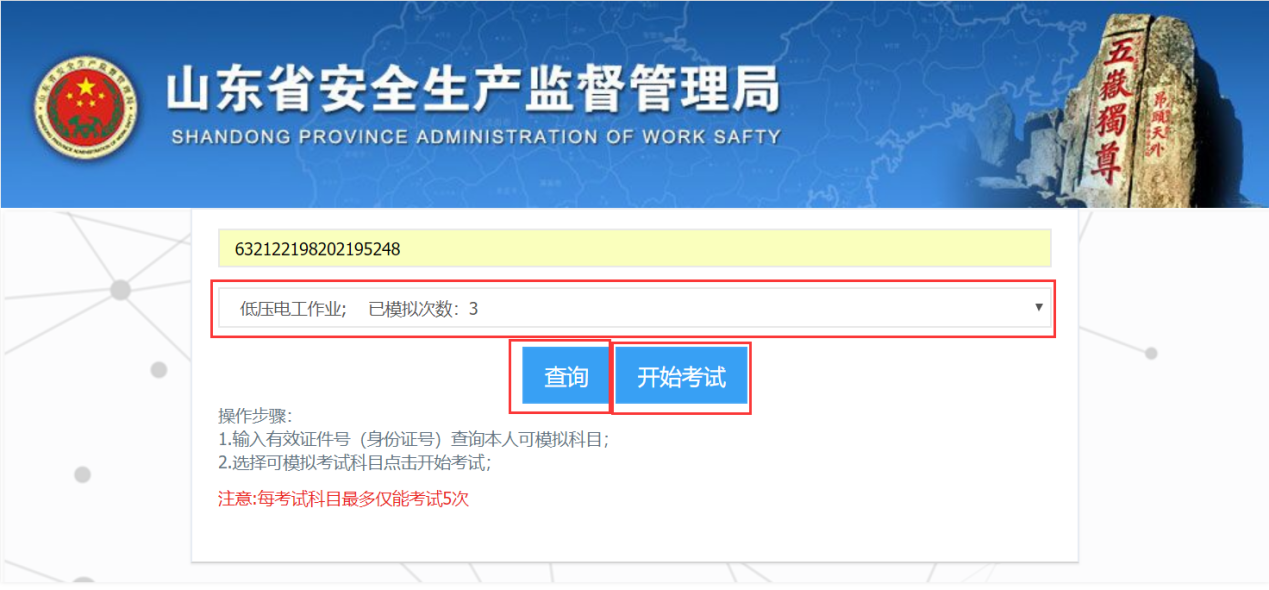 山东省安全生产监督管理局
SHANDONG PROVINCE ADMINISTRATION OF WORK SAFTY
五嶽獨尊
昂頭天外
632122198202195248
低压电工作业; 已模拟次数: 3
查询 开始考试
操作步骤:
1.输入有效证件号（身份证号）查询本人可模拟科目;
2.选择可模拟考试科目点击开始考试;
注意:每考试科目最多仅能考试5次